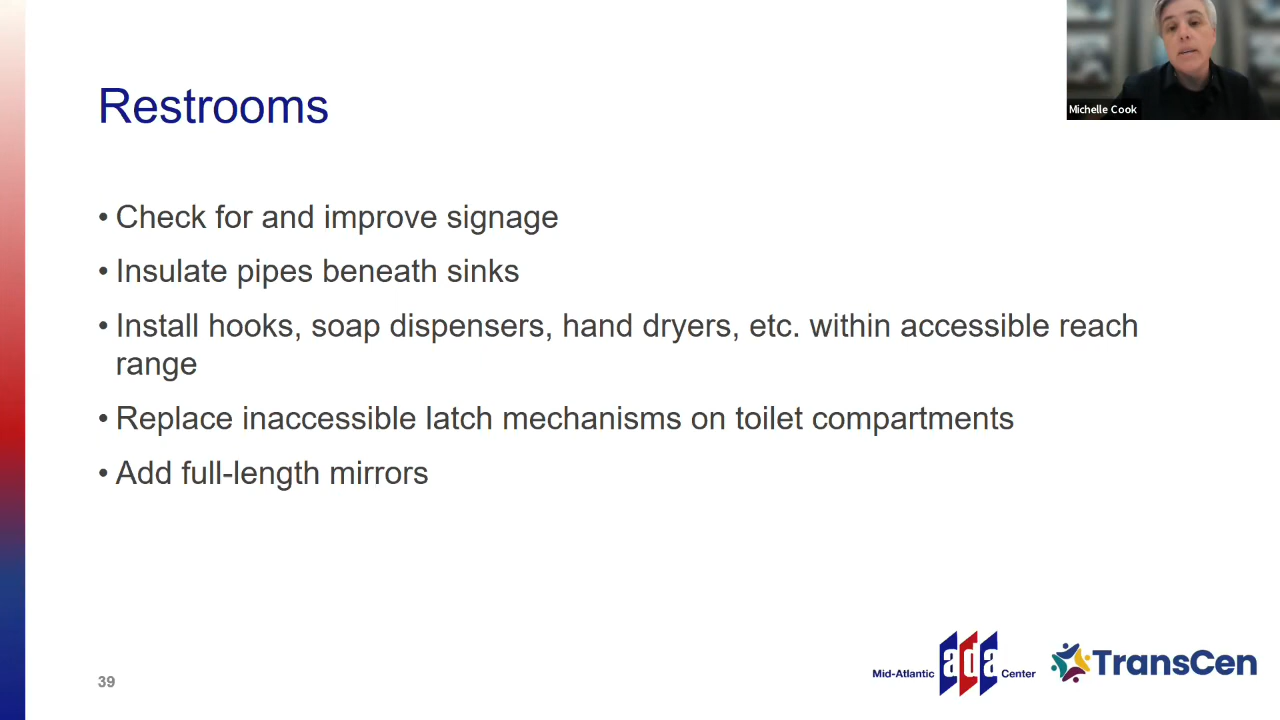 Michelle Cook
Restrooms
• Check for and improve signage
• Insulate pipes beneath sinks
• Install hooks, soap dispensers, hand dryers, etc. within accessible reach
range
• Replace inaccessible latch mechanisms on toilet compartments
• Add full-length mirrors
39
Mid-Atlantic ada Center
TransCen